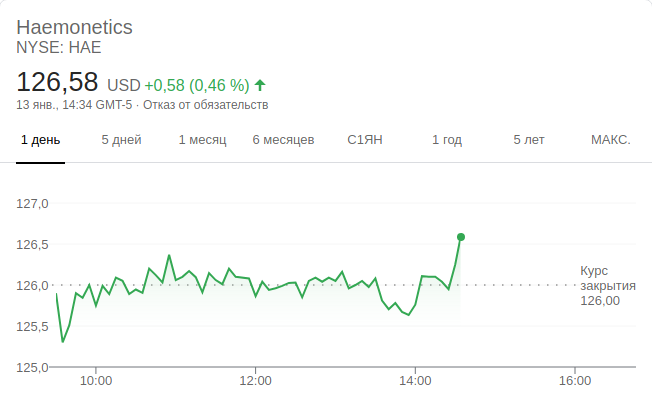 Haemonetics
NYSE: HAE
126,58 USD +0,58 (0,46 %)
13 янв., 14:34 GMT-5 · Отказ от обязательств
1 день 5 дней 1 месяц 6 месяцев С1ЯН 1 год 5 лет МАКС.
127,0
126,5
126,0
Курс
закрытия
126,00
125,5
125,0
10:00 12:00 14:00 16:00